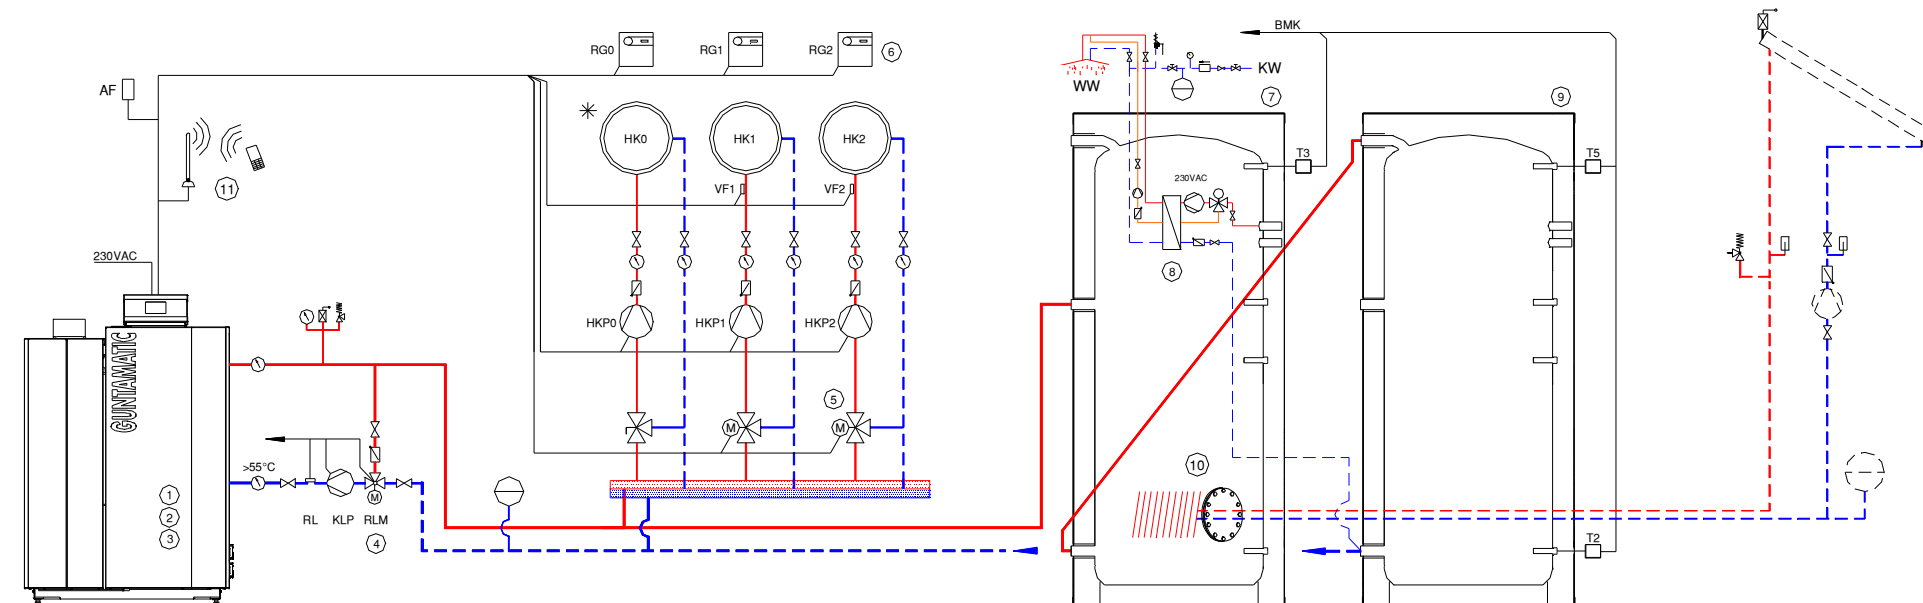 BMK
RG0
RG1
RG2
6
KW
WW
AF
7
9
HK0
HK1
HK2
T3
T5
11
VF1
VF2
230VAC
230VAC
8
GUNTAMATIC
HKP0
HKP1
HKP2
5
M
M
>55°C
10
1
M
2
RL
KLP
RLM
3
4
T2